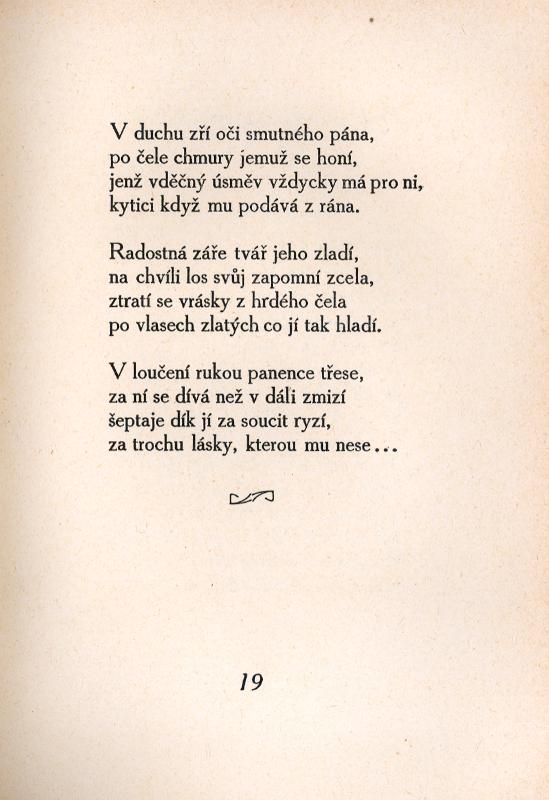 V duchu zří oči smutného pána,
po čele chmury jemuž se honí,
jenž vděčný úsměv vždycky má pro ni,
kytici když mu podává z rána.
Radostná záře tvář jeho zladí,
na chvíli los svůj zapomní zcela,
ztratí se vrásky z hrdého čela
po vlasech zlatých co jí tak hladí.
V loučení rukou panence třese,
za ní se dívá než v dáli zmizí
šeptaje dík jí za soucit ryzí,
za trochu lásky, kterou mu nese...
19